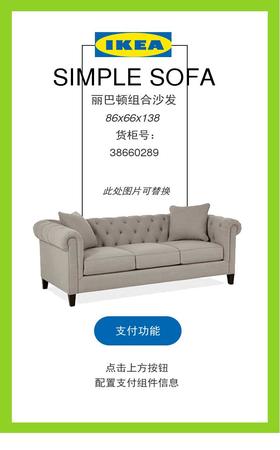 IKEA
SIMPLE SOFA
丽巴顿组合沙发
86x66x138
货柜号：
38660289
此处图片可替换
支付功能
点击上方按钮
配置支付组件信息